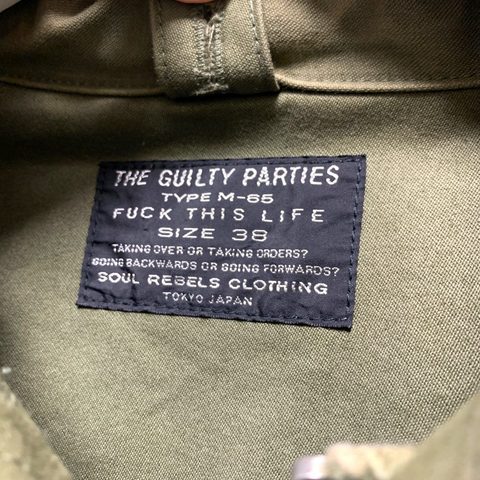 THE GUILTY PARTIES
TYPE M-65
FUCK THIS LIFE
SIZE 38
TAKING OVER OR TAKING ORDERS?
GOING BACKWARDS OR GOING FORWARDS?
SOUL REBELS CLOTHING
TOKYO JAPAN